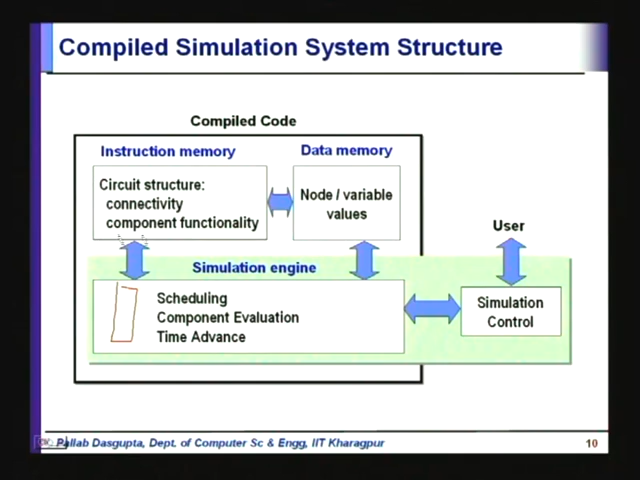 Compiled Simulation System Structure
Compiled Code
Instruction memory
Data memory
Circuit structure:
connectivity
component functionality
Node / variable
values
User
Simulation engine
Scheduling
Component Evaluation
Time Advance
Simulation
Control
Pallab Dasgupta, Dept. of Computer Sc & Engg, IIT Kharagpur
10